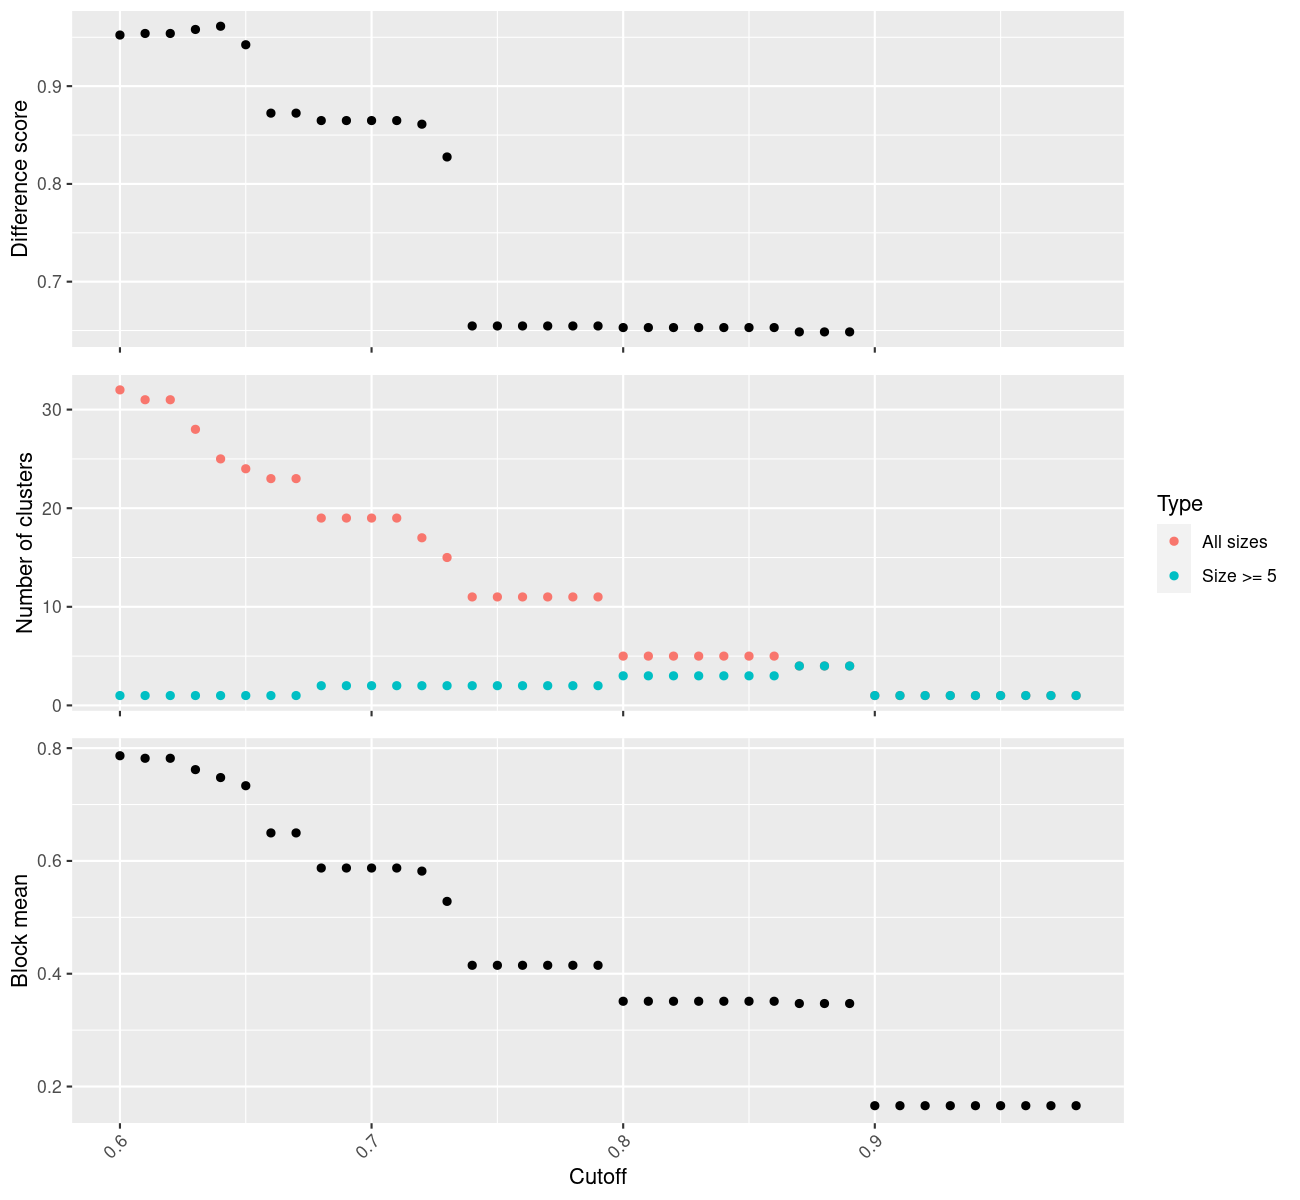 Difference score
0.9
0.8
0.7
Number of clusters
30
20
10
0
Block mean
0.8
0.6
0.4
0.2
0.6
0.7
0.8
0.9
Cutoff
Type
All sizes
Size >= 5